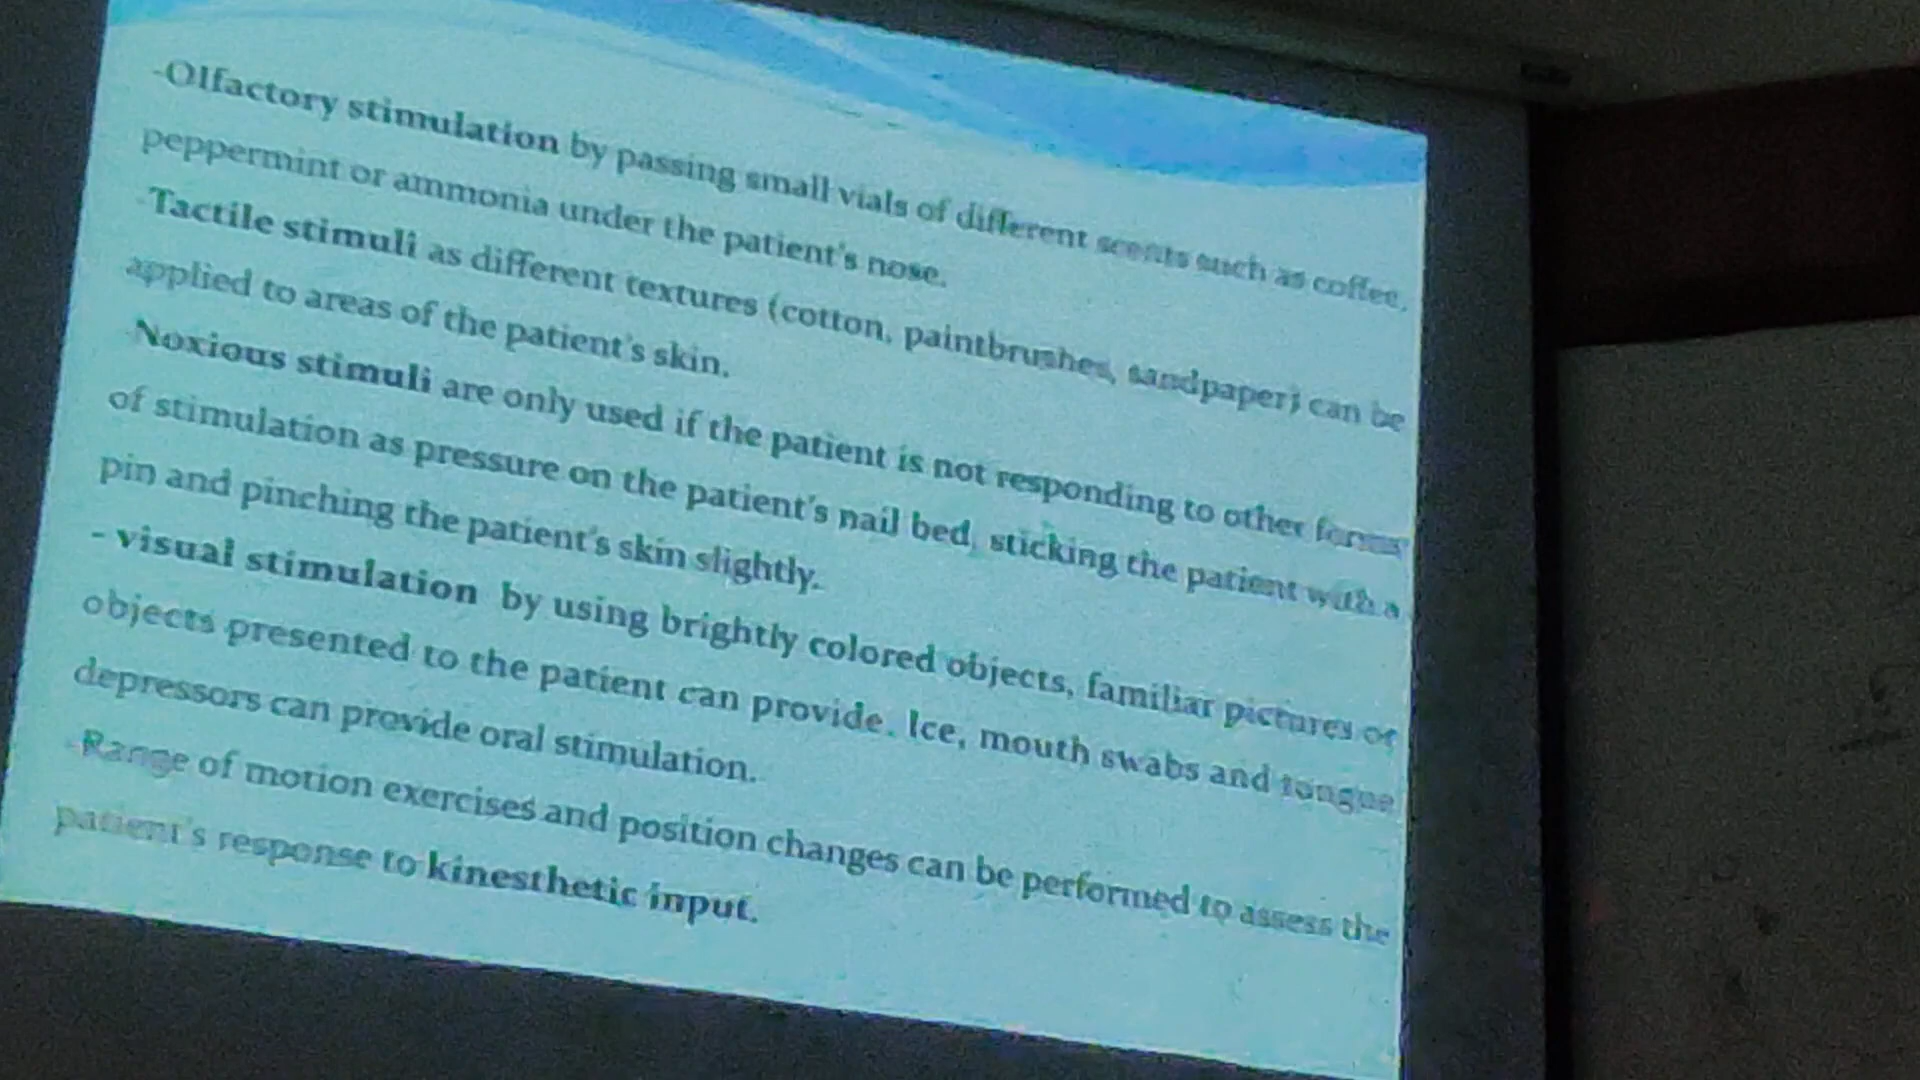 -Olfactory stimulation by passing small vials of different scents such as coffee,
peppermint or ammonia under the patient's nose.
-Tactile stimuli as different textures (cotton, paintbrushes, sandpaper) can be
applied to areas of the patient's skin.
-Noxious stimuli are only used if the patient is not responding to other forms
of stimulation as pressure on the patient's nail bed, sticking the patient with a
pin and pinching the patient's skin slightly.
- visual stimulation by using brightly colored objects, familiar pictures or
objects presented to the patient can provide. Ice, mouth swabs and tongue
depressors can provide oral stimulation.
-Range of motion exercises and position changes can be performed to assess the
patient's response to kinesthetic input.